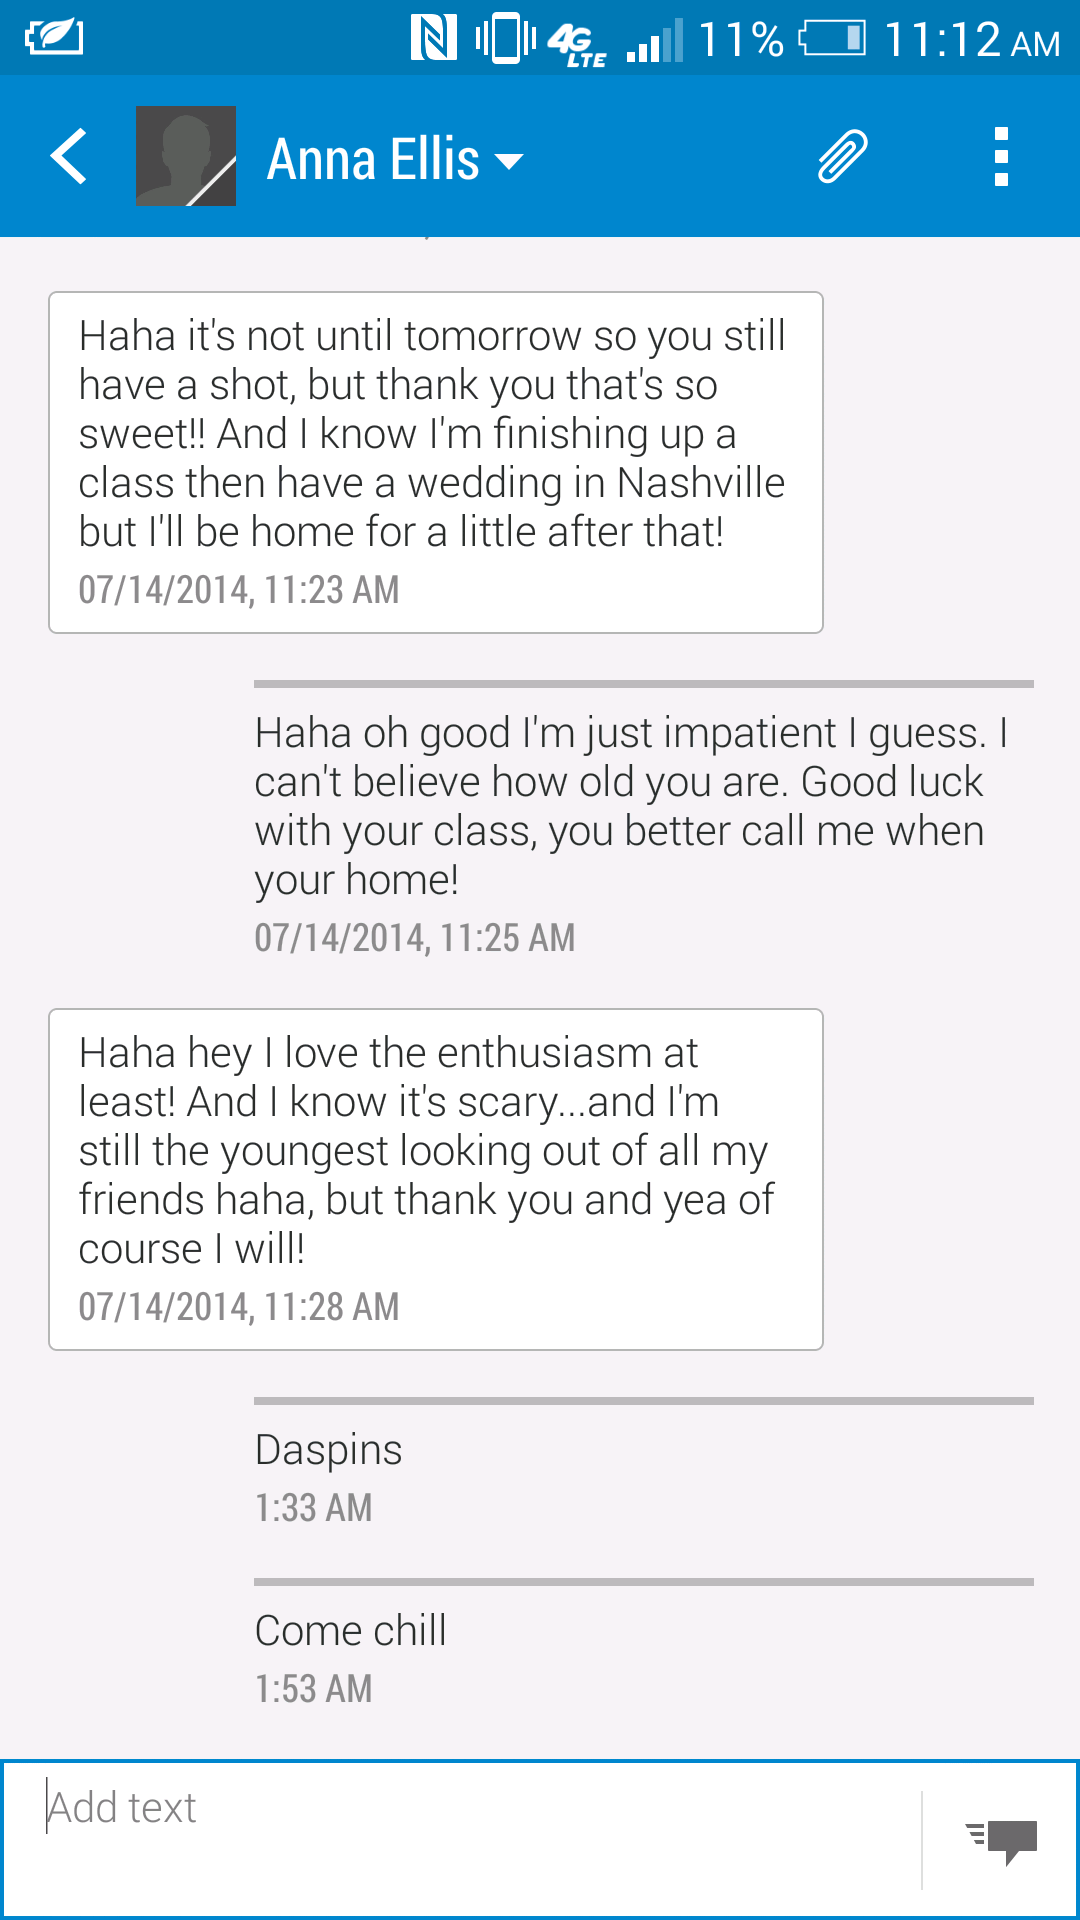 4G LTE 11% 11:12 AM
Anna Ellis
Haha it's not until tomorrow so you still
have a shot, but thank you that's so
sweet!! And I know I'm finishing up a
class then have a wedding in Nashville
but I'll be home for a little after that!
07/14/2014, 11:23 AM
Haha oh good I'm just impatient I guess. I
can't believe how old you are. Good luck
with your class, you better call me when
your home!
07/14/2014, 11:25 AM
Haha hey I love the enthusiasm at
least! And I know it's scary...and I'm
still the youngest looking out of all my
friends haha, but thank you and yea of
course I will!
07/14/2014, 11:28 AM
Daspins
1:33 AM
Come chill
1:53 AM
Add text